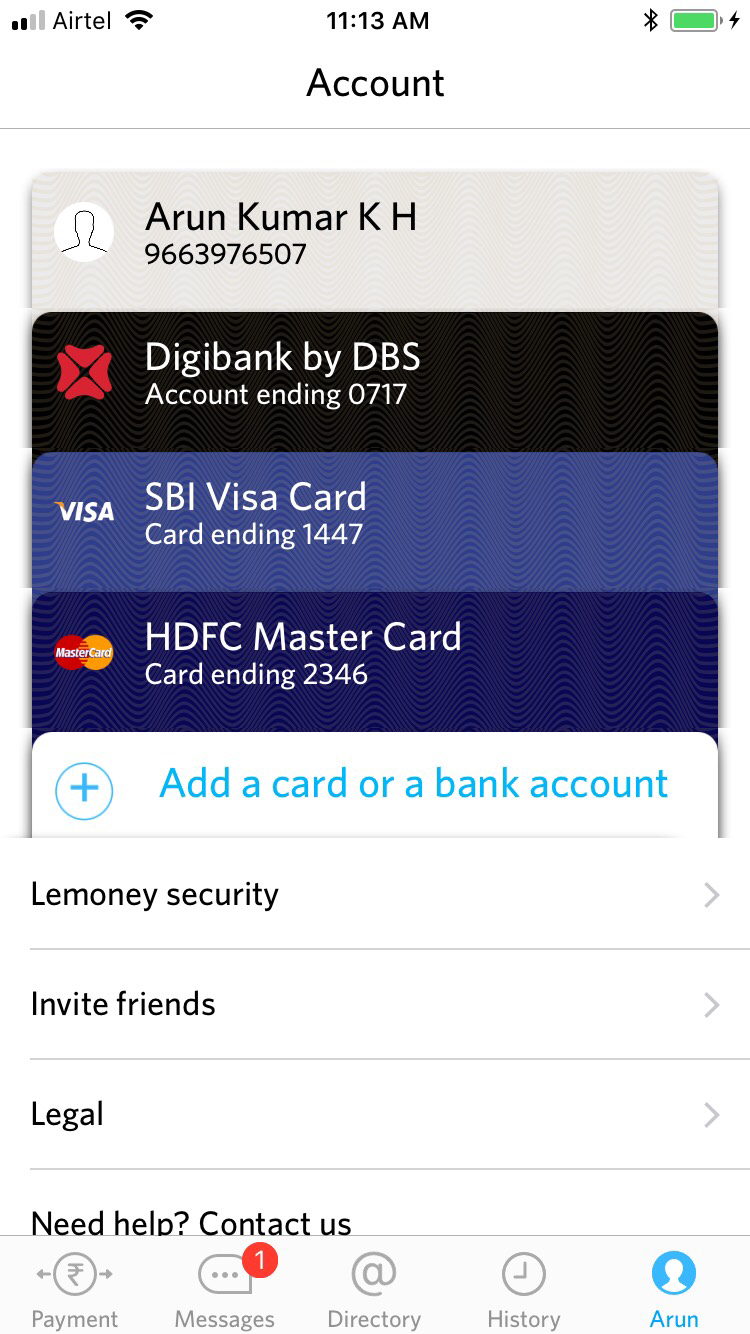 Airtel 11:13 AM
Account
Arun Kumar K H
9663976507
Digibank by DBS
Account ending 0717
VISA
SBI Visa Card
Card ending 1447
MasterCard
HDFC Master Card
Card ending 2346
Add a card or a bank account
Lemoney security
Invite friends
Legal
Need help? Contact us
1
Payment Messages Directory History Arun